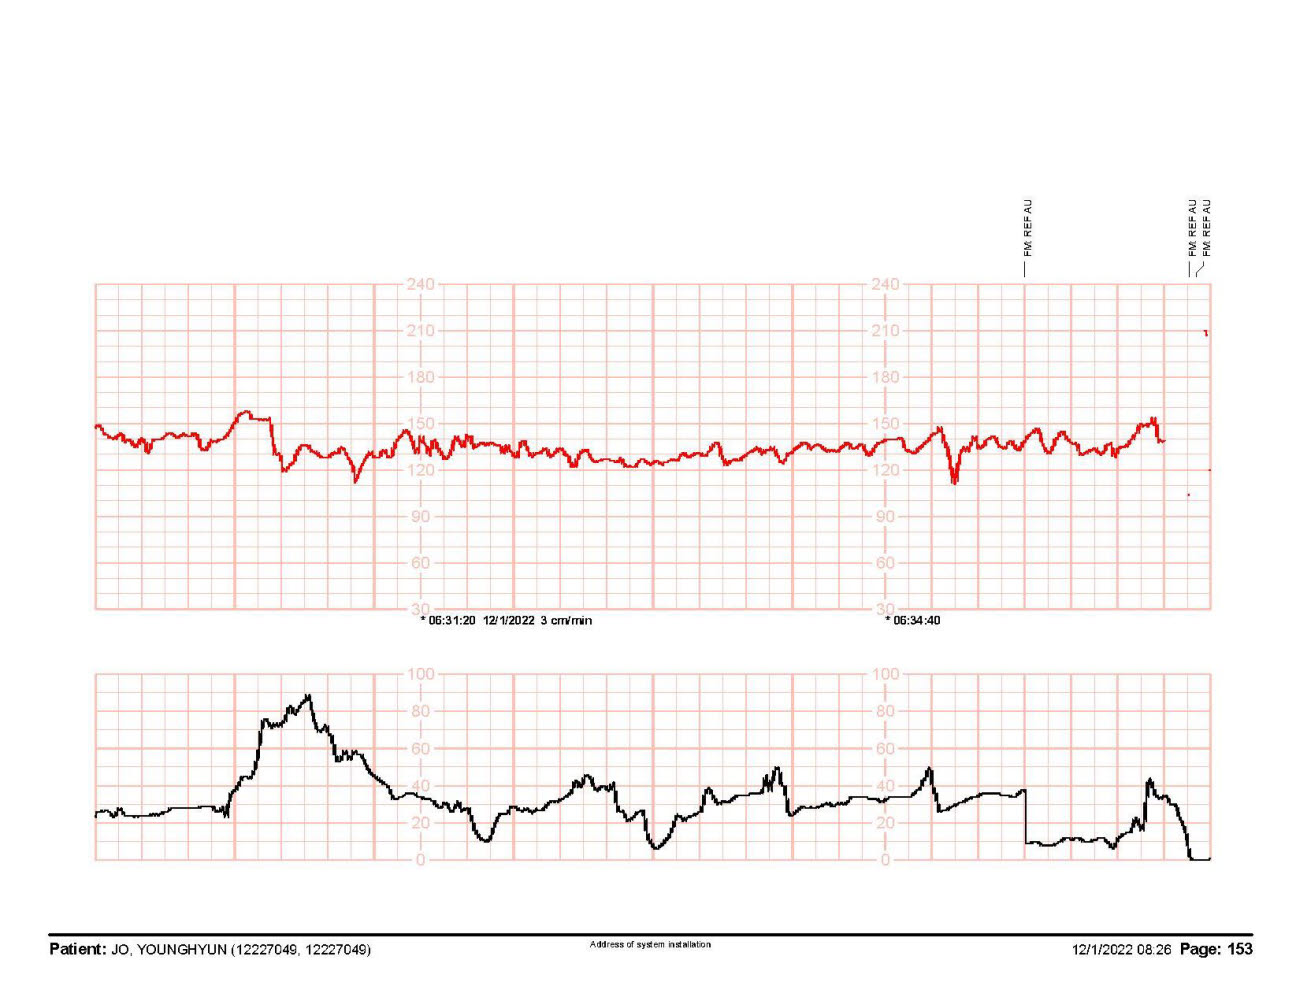 FM: REF AU
FM: REF AU
FM: REF AU
240 240
210 210
180 180
150 150
120 120
90 90
60 60
30 30
* 06:31:20 12/1/2022 3 cm/min * 06:34:40
100 100
80 80
60 60
40 40
20 20
0 0
Patient: JO, YOUNGHYUN (12227049, 12227049) Address of system installation 12/1/2022 08:26 Page: 153